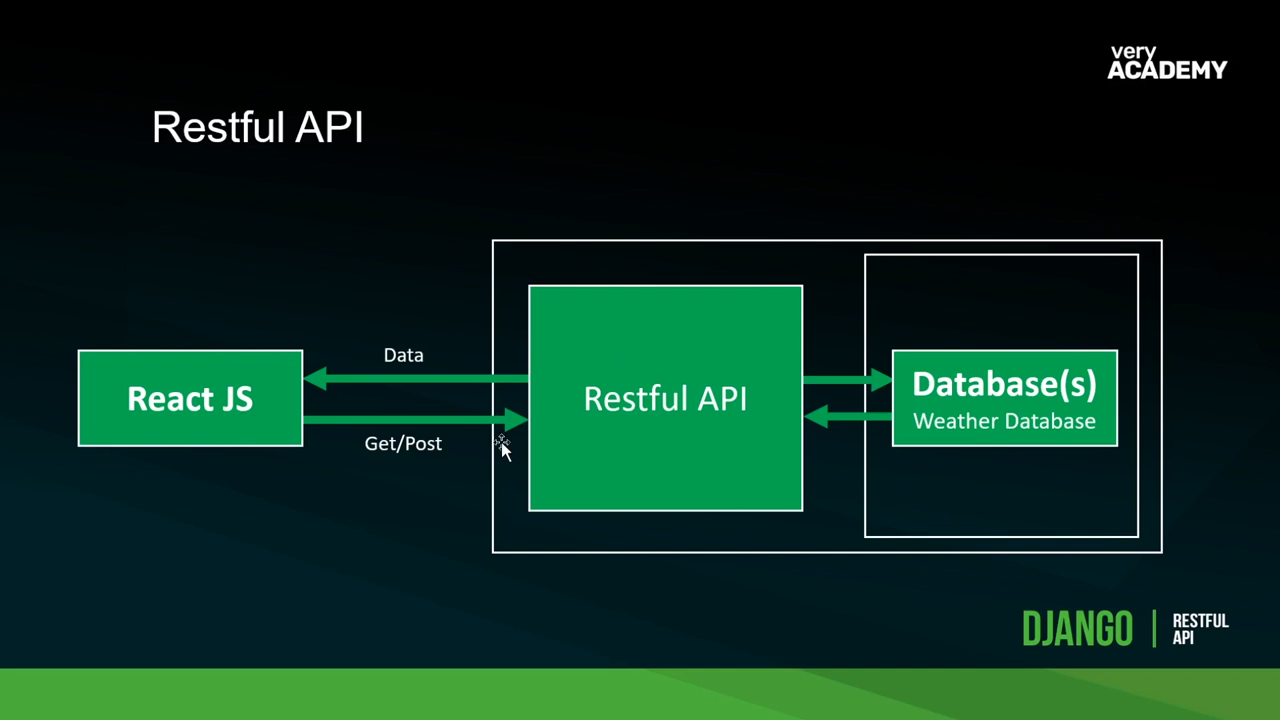 very
ACADEMY
Restful API
Data
React JS
Get/Post
Restful API
Database(s)
Weather Database
DJANGO
RESTFUL
API